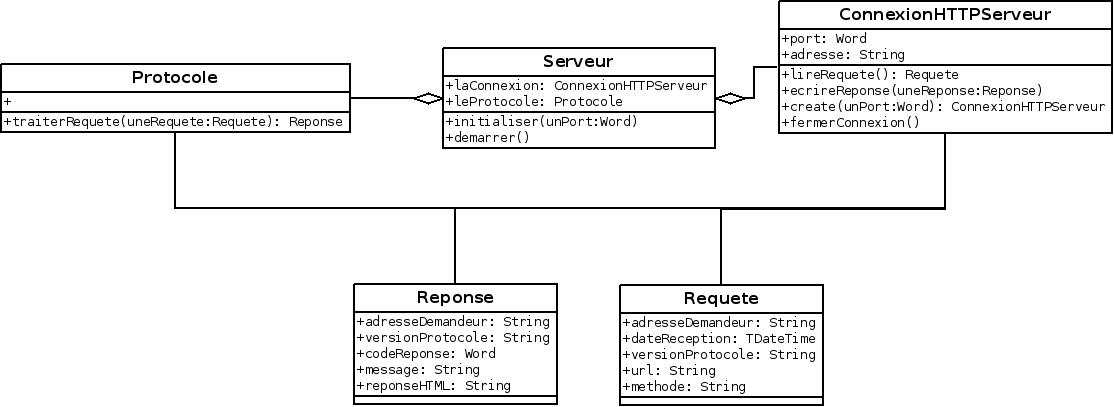 Protocole
+
+traiterRequete(uneRequete:Requete): Reponse
Serveur
+laConnexion: ConnexionHTTPServeur
+leProtocole: Protocole
+initialiser(unPort:Word)
+demarrer()
ConnexionHTTPServeur
+port: Word
+adresse: String
+lireRequete(): Requete
+ecrireReponse(uneReponse:Reponse)
+create(unPort:Word): ConnexionHTTPServeur
+fermerConnexion()
Reponse
+adresseDemandeur: String
+versionProtocole: String
+codeReponse: Word
+message: String
+reponseHTML: String
Requete
+adresseDemandeur: String
+dateReception: TDateTime
+versionProtocole: String
+url: String
+methode: String